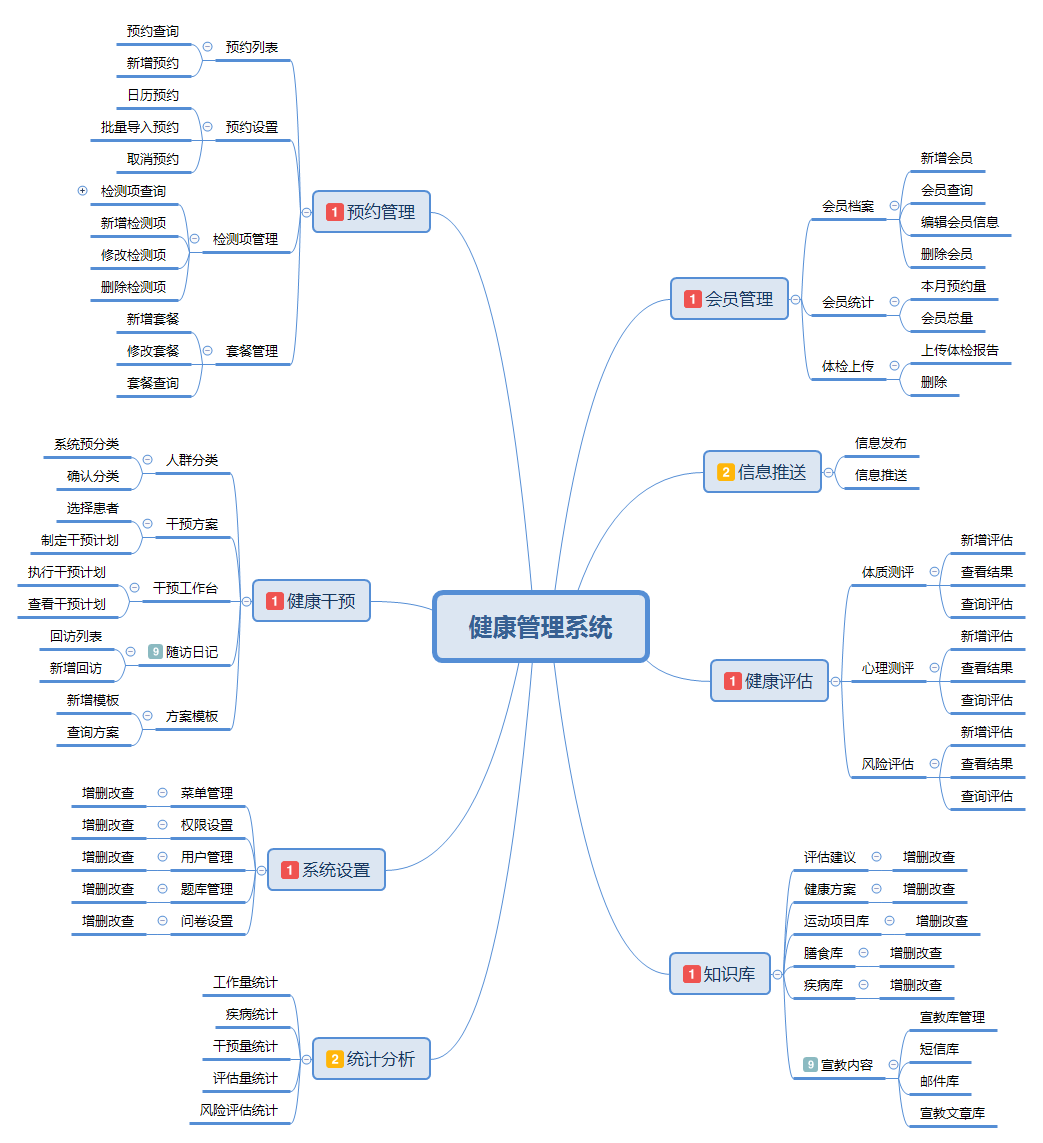 健康管理系统
1 会员管理
会员档案
新增会员
会员查询
编辑会员信息
删除会员
会员统计
本月预约量
会员总量
体检上传
上传体检报告
删除
2 信息推送
信息发布
信息推送
1 健康评估
体质测评
新增评估
查看结果
查询评估
心理测评
新增评估
查看结果
查询评估
风险评估
新增评估
查看结果
查询评估
1 知识库
评估建议
增删改查
健康方案
增删改查
运动项目库
增删改查
膳食库
增删改查
疾病库
增删改查
9 宣教内容
宣教库管理
短信库
邮件库
宣教文章库
1 预约管理
预约列表
预约查询
新增预约
预约设置
日历预约
批量导入预约
取消预约
检测项管理
检测项查询
新增检测项
修改检测项
删除检测项
套餐管理
新增套餐
修改套餐
套餐查询
1 健康干预
人群分类
系统预分类
确认分类
干预方案
选择患者
制定干预计划
干预工作台
执行干预计划
查看干预计划
9 随访日记
回访列表
新增回访
方案模板
新增模板
查询方案
1 系统设置
菜单管理
增删改查
权限设置
增删改查
用户管理
增删改查
题库管理
增删改查
问卷设置
增删改查
2 统计分析
工作量统计
疾病统计
干预量统计
评估量统计
风险评估统计